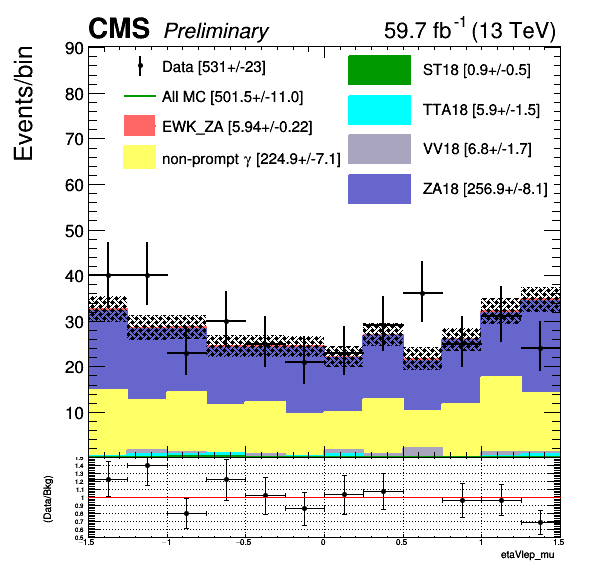 CMS Preliminary 59.7 fb⁻¹ (13 TeV)
Events/bin
90
80
70
60
50
40
30
20
10
Data [531+/-23]
All MC [501.5+/-11.0]
EWK_ZA [5.94+/-0.22]
non-prompt γ [224.9+/-7.1]
ST18 [0.9+/-0.5]
TTA18 [5.9+/-1.5]
VV18 [6.8+/-1.7]
ZA18 [256.9+/-8.1]
(Data/Bkg)
1.5
1.4
1.3
1.2
1.1
1
0.9
0.8
0.7
0.6
0.5
-1.5 -1 -0.5 0 0.5 1 1.5
etaVlep_mu